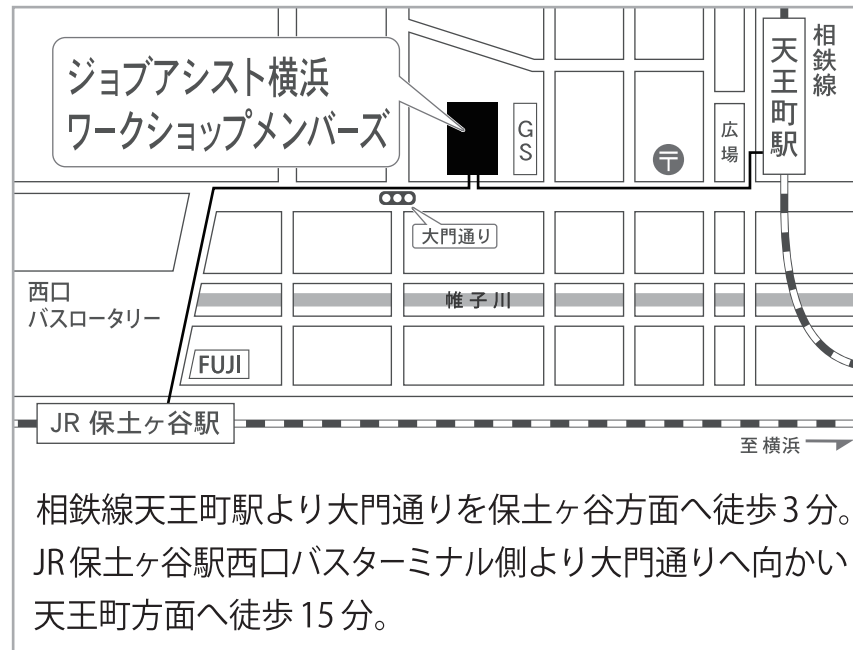 ジョブアシスト横浜
ワークショップメンバーズ
GS
〒
広場
天王町駅
相鉄線
大門通り
西口
バスロータリー
帷子川
FUJI
JR 保土ヶ谷駅
至横浜
相鉄線天王町駅より大門通りを保土ヶ谷方面へ徒歩3分。
JR保土ヶ谷駅西口バスターミナル側より大門通りへ向かい
天王町方面へ徒歩15分。